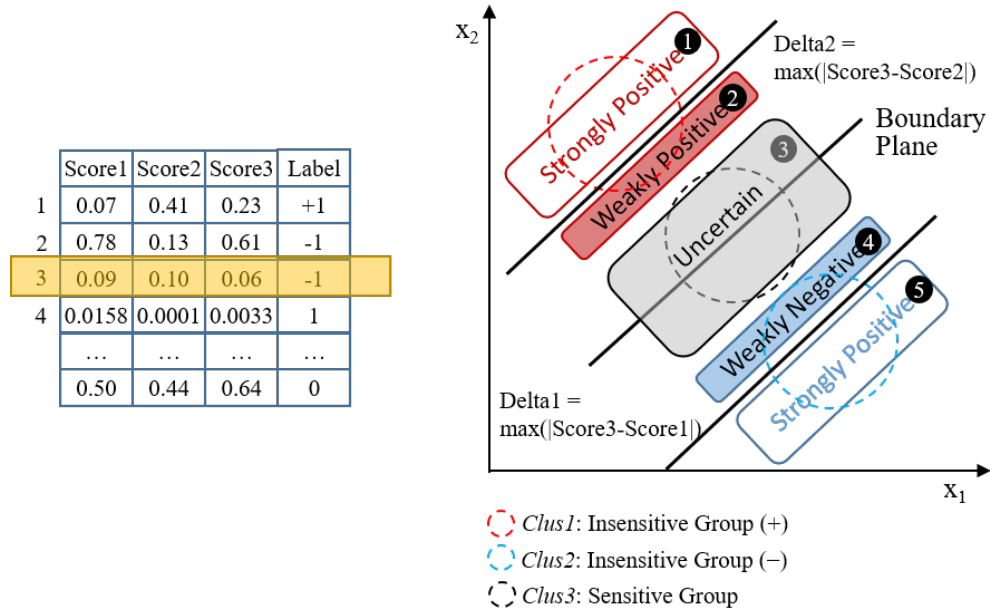 Score1 Score2 Score3 Label
1 0.07 0.41 0.23 +1
2 0.78 0.13 0.61 -1
3 0.09 0.10 0.06 -1
4 0.0158 0.0001 0.0033 1
... ... ... ...
0.50 0.44 0.64 0
x2
1
Strongly Positive
2
Weakly Positive
3
Uncertain
4
Weakly Negative
5
Strongly Positive
Delta2 =
max(|Score3-Score2|)
Boundary
Plane
Delta1 =
max(|Score3-Score1|)
x1
Clus1: Insensitive Group (+)
Clus2: Insensitive Group (−)
Clus3: Sensitive Group